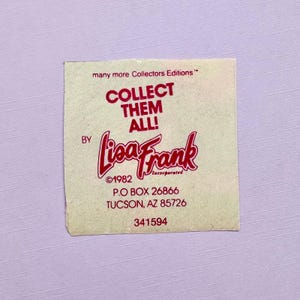 many more Collectors Editions™
COLLECT
THEM
ALL!
BY
Lisa Frank
Incorporated
©1982
P.O BOX 26866
TUCSON, AZ 85726
341594